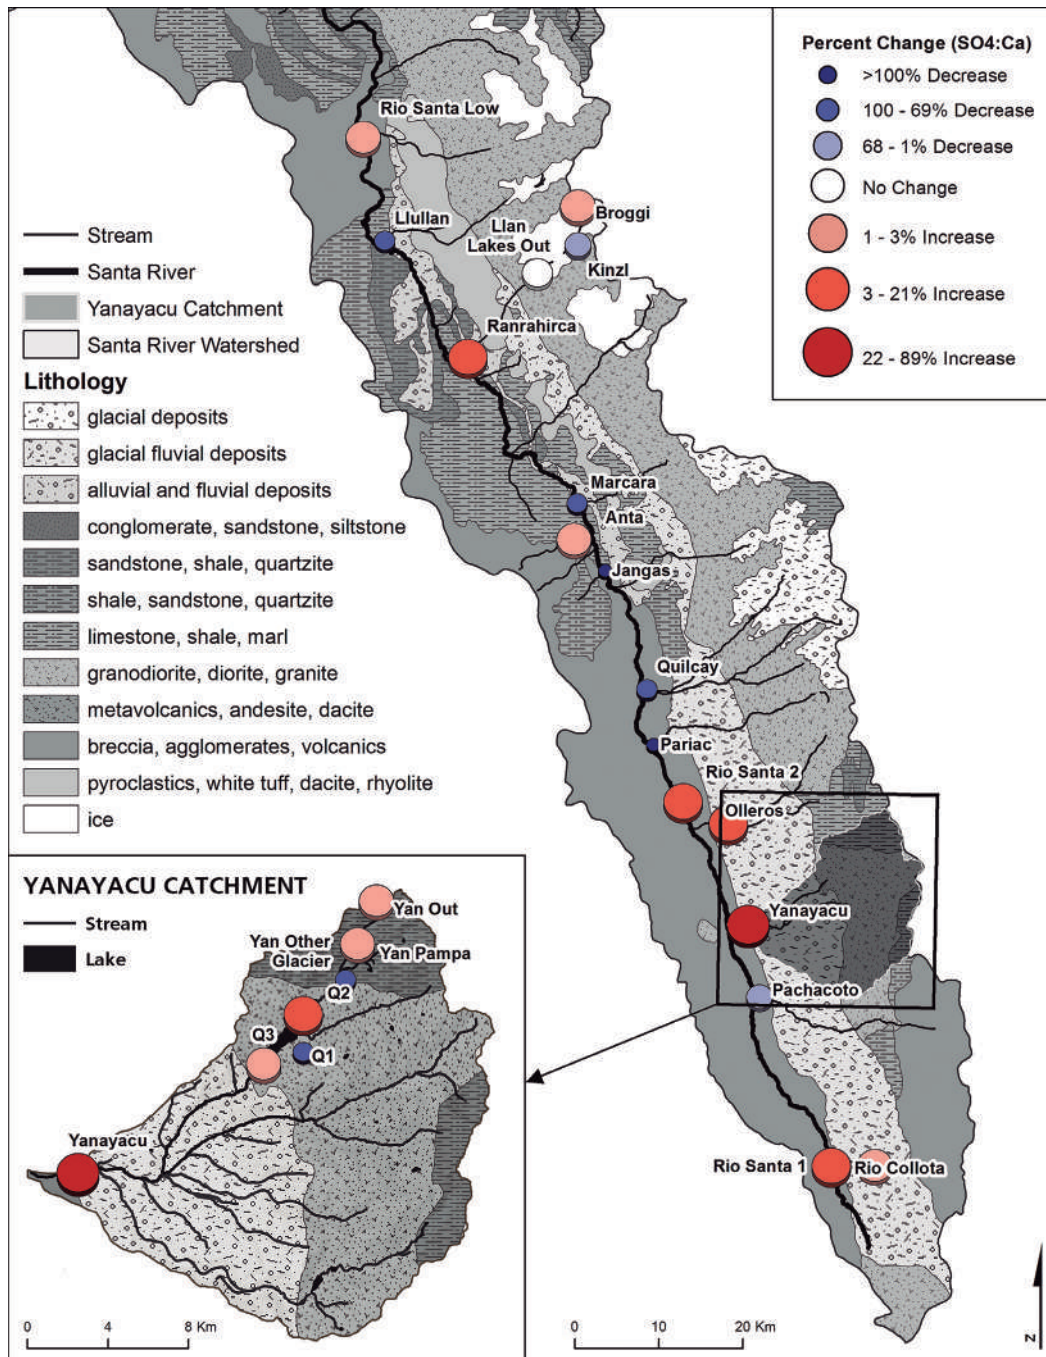 Percent Change (SO4:Ca)
>100% Decrease
100 - 69% Decrease
68 - 1% Decrease
No Change
1 - 3% Increase
3 - 21% Increase
22 - 89% Increase
Stream
Santa River
Yanayacu Catchment
Santa River Watershed
Lithology
glacial deposits
glacial fluvial deposits
alluvial and fluvial deposits
conglomerate, sandstone, siltstone
sandstone, shale, quartzite
shale, sandstone, quartzite
limestone, shale, marl
granodiorite, diorite, granite
metavolcanics, andesite, dacite
breccia, agglomerates, volcanics
pyroclastics, white tuff, dacite, rhyolite
ice
Rio Santa Low
Llullan
Llan
Lakes Out
Broggi
Kinzl
Ranrahirca
Marcara
Anta
Jangas
Quilcay
Pariac
Rio Santa 2
Olleros
Yanayacu
Pachacoto
Rio Santa 1
Rio Collota
YANAYACU CATCHMENT
Stream
Lake
Yan Out
Yan Other
Glacier
Yan Pampa
Q2
Q3
Q1
Yanayacu
0 4 8 Km
0 10 20 Km
N